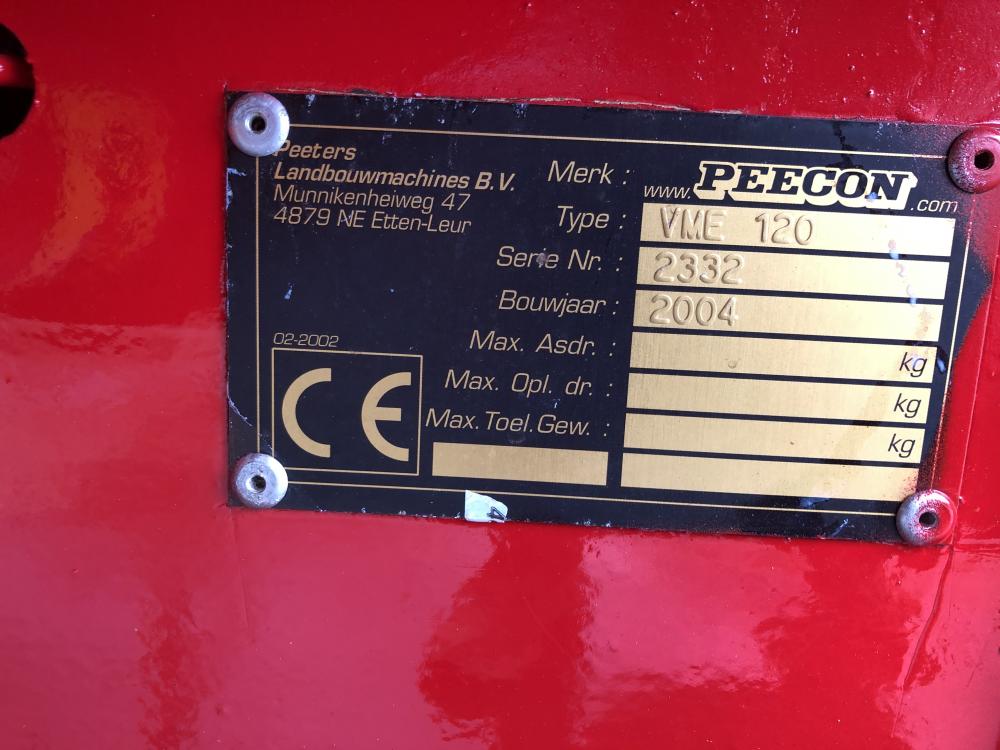 Peeters
Landbouwmachines B.V.
Munnikenheiweg 47
4879 NE Etten-Leur
Merk : www.PEECON.com
Type : VME 120
Serie Nr. : 2332
Bouwjaar : 2004
Max. Asdr. : kg
Max. Opl. dr. : kg
Max. Toel. Gew. : kg
02-2002
CE
4